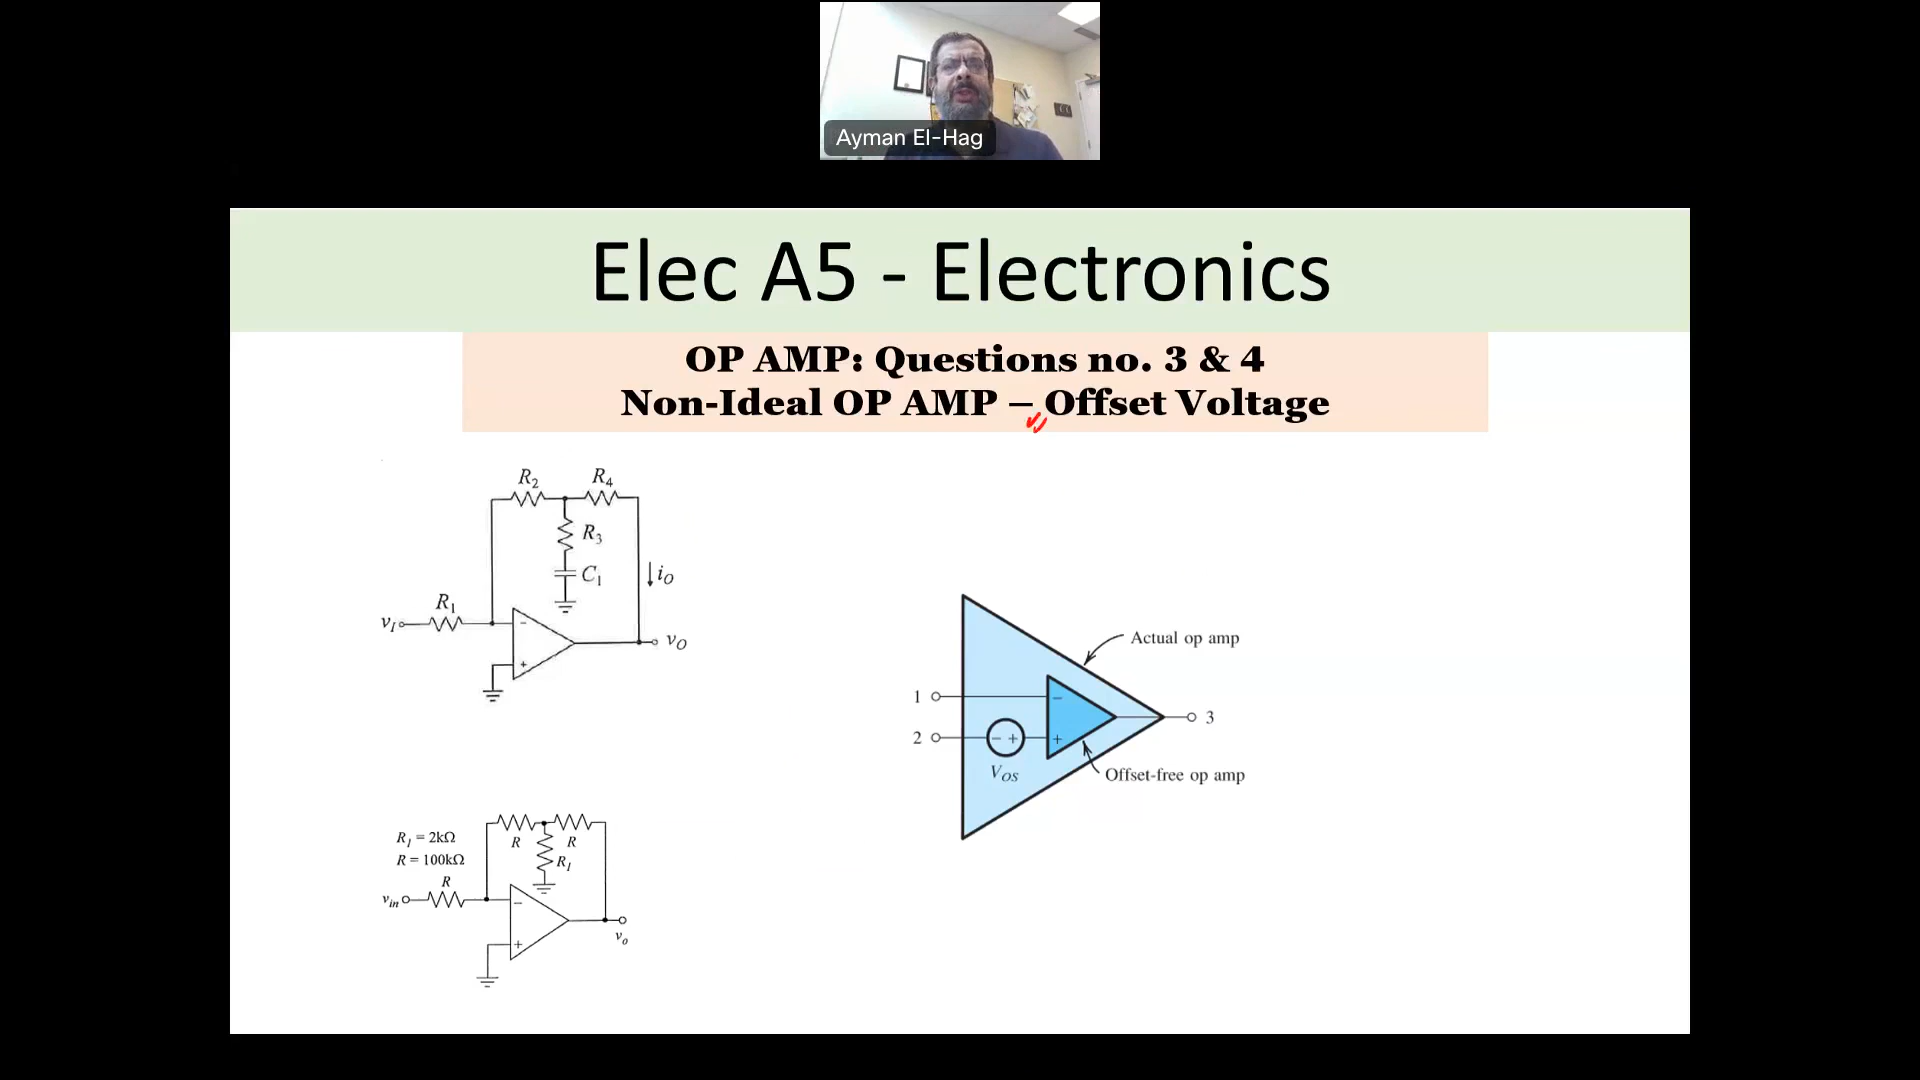 Ayman El-Hag
Elec A5 - Electronics
OP AMP: Questions no. 3 & 4
Non-Ideal OP AMP – Offset Voltage
R2
R4
R3
C1
iO
R1
vI
vO
-
+
Actual op amp
1
2
3
- +
-
+
VOS
Offset-free op amp
R1 = 2kΩ
R = 100kΩ
R
R
R1
R
vin
vo
-
+